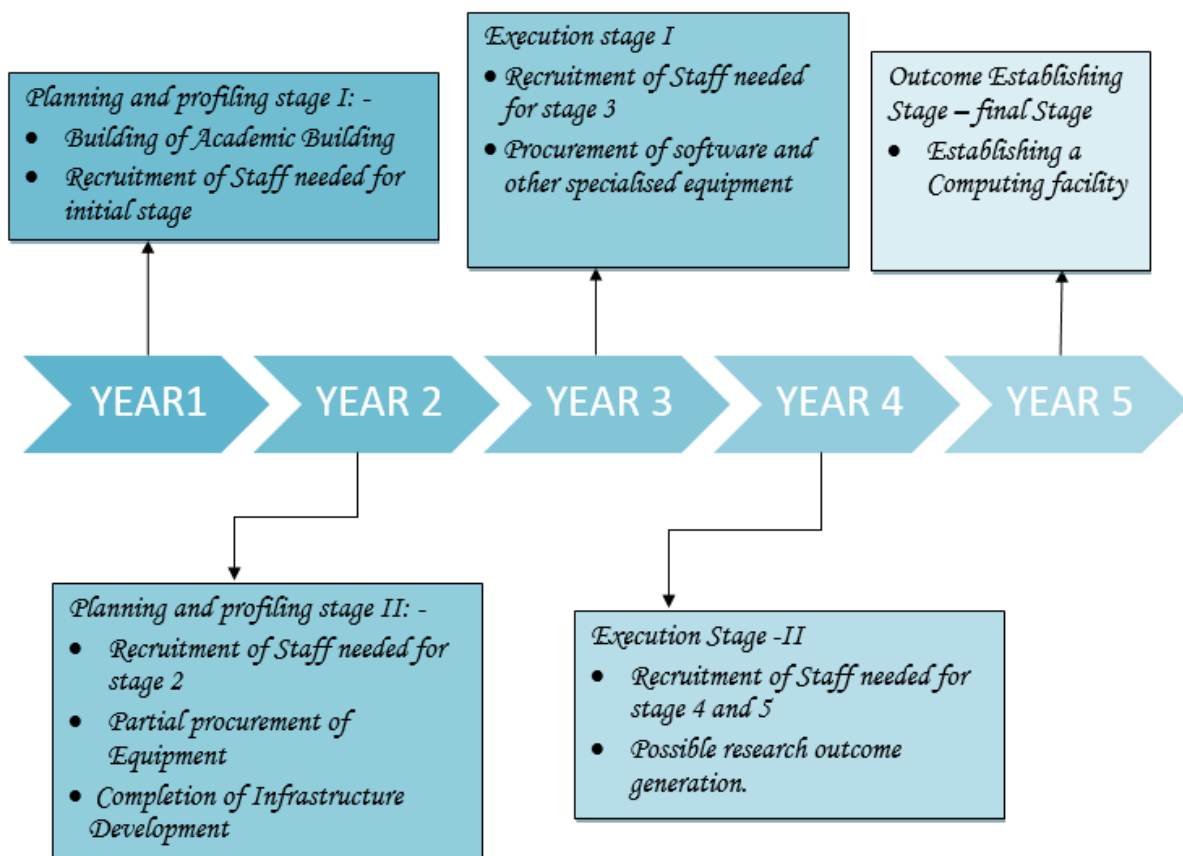 Planning and profiling stage I: -
• Building of Academic Building
• Recruitment of Staff needed for
initial stage
Execution stage I
• Recruitment of Staff needed
for stage 3
• Procurement of software and
other specialised equipment
Outcome Establishing
Stage – final Stage
• Establishing a
Computing facility
YEAR1
YEAR 2
YEAR 3
YEAR 4
YEAR 5
Planning and profiling stage II: -
• Recruitment of Staff needed for
stage 2
• Partial procurement of
Equipment
• Completion of Infrastructure
Development
Execution Stage -II
• Recruitment of Staff needed for
stage 4 and 5
• Possible research outcome
generation.